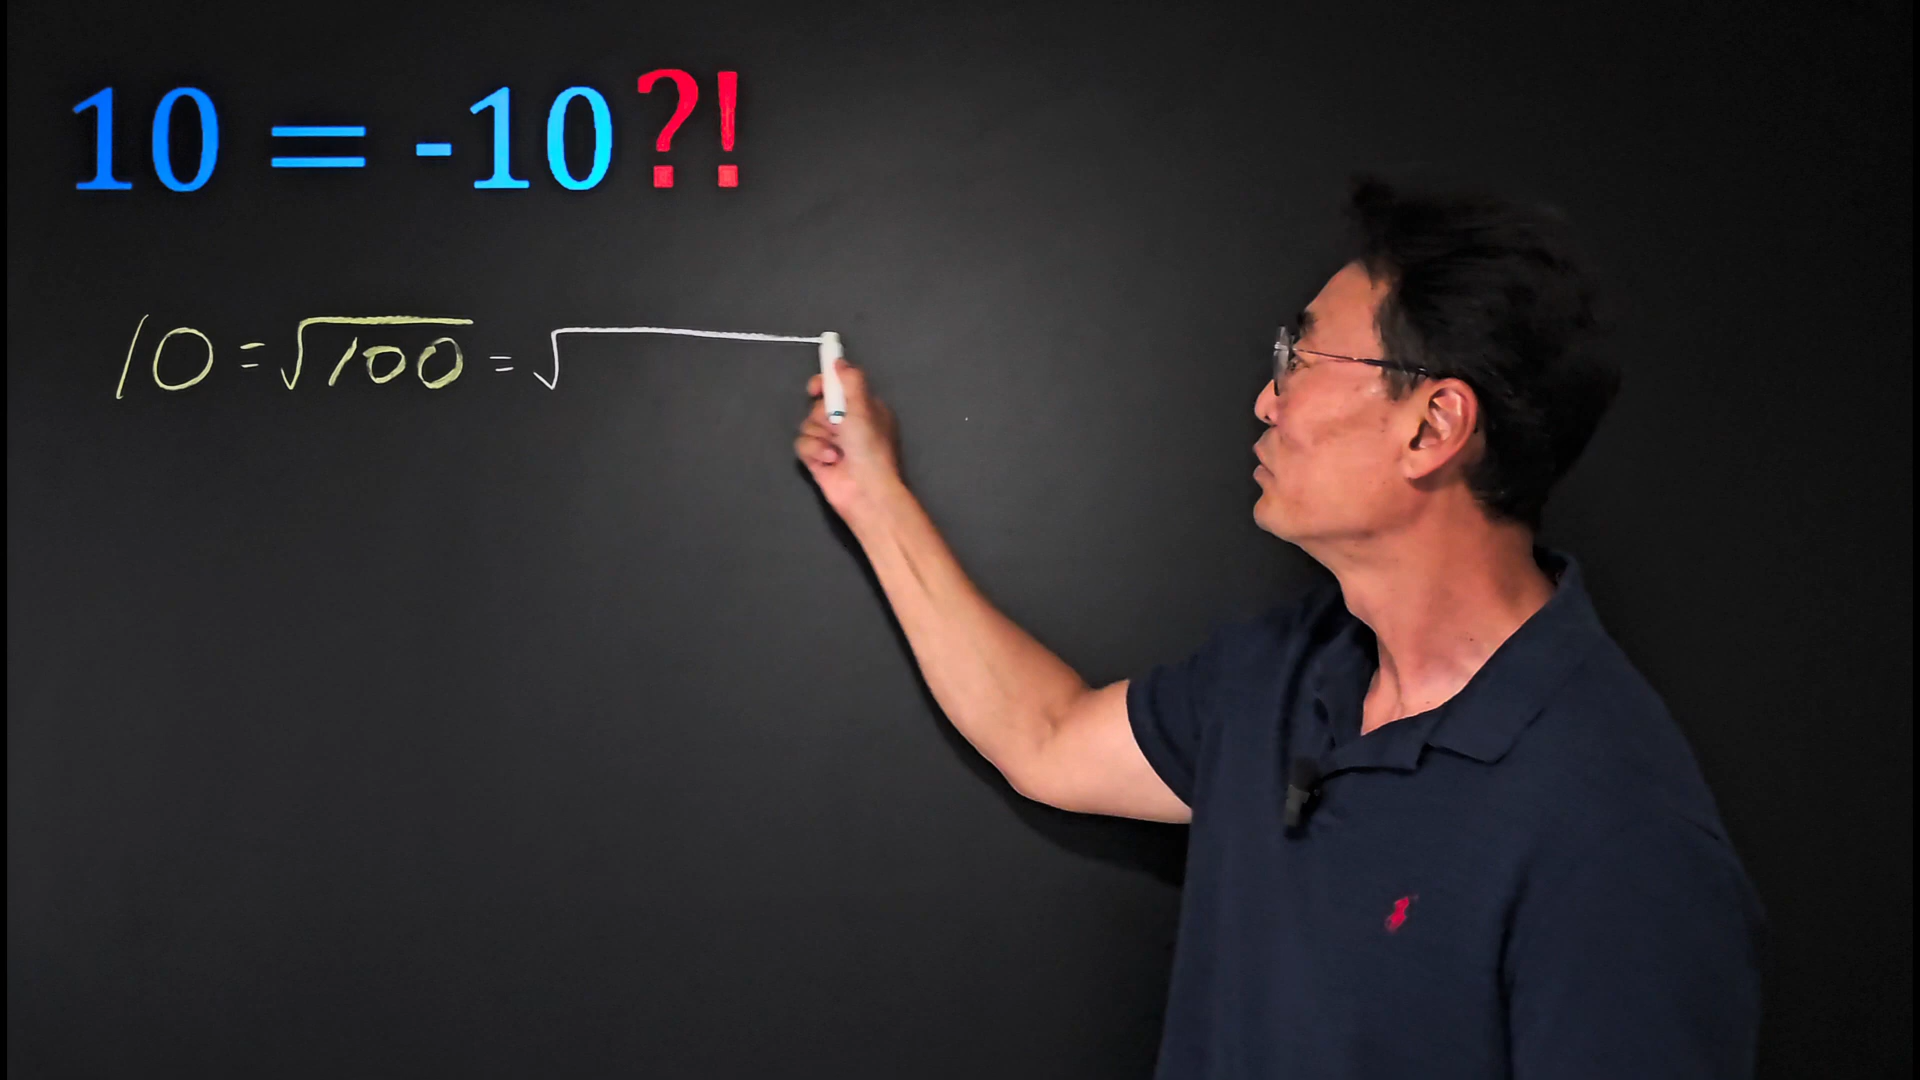 10 = -10?!
10 = √100 = √